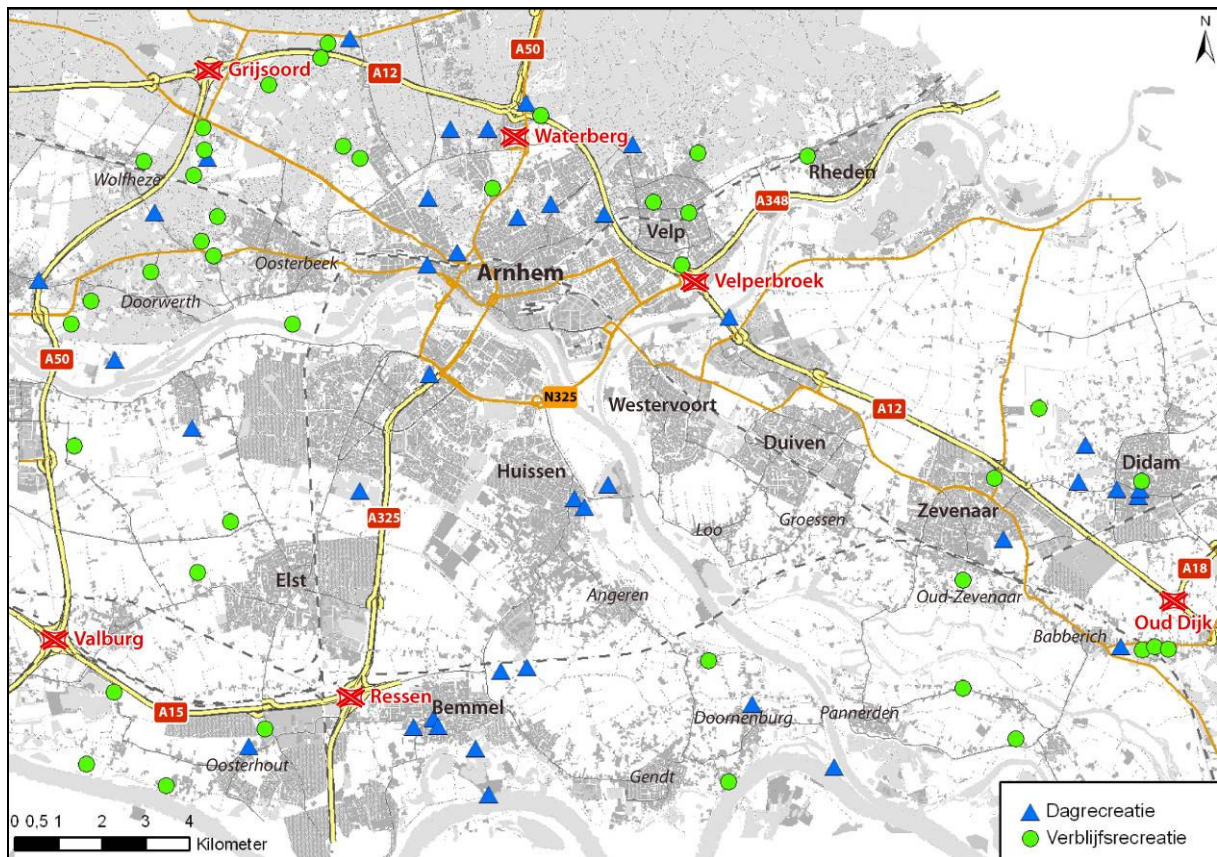 N
A50
Grijsoord
A12
Waterberg
Wolfheze
Rheden
A348
Velp
Oosterbeek
Arnhem
Velperbroek
Doorwerth
A50
N325
Westervoort
A12
Duiven
Didam
Huissen
Zevenaar
A325
Loo
Groessen
A18
Elst
Angeren
Oud-Zevenaar
Oud Dijk
Babberich
Valburg
Ressen
A15
Bemmel
Doornenburg
Pannerden
Oosterhout
Gendt
Dagrecreatie
Verblijfsrecreatie
0 0,5 1 2 3 4
Kilometer